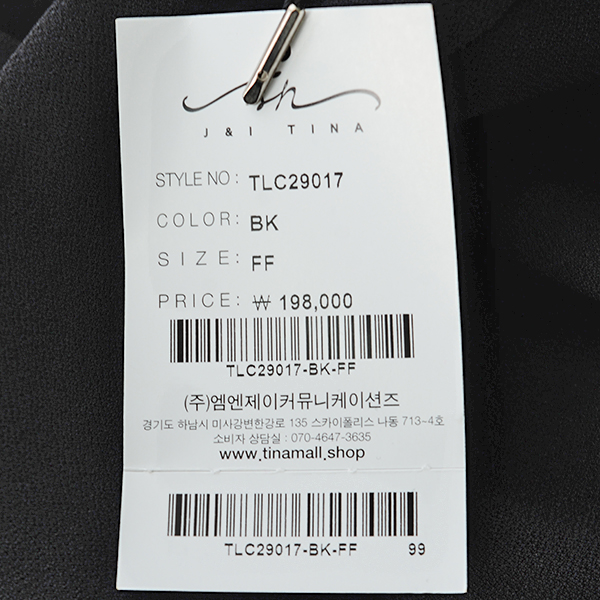 J & I TINA
STYLE NO : TLC29017
COLOR : BK
SIZE : FF
PRICE : ₩ 198,000
TLC29017-BK-FF
(주)엠엔제이커뮤니케이션즈
경기도 하남시 미사강변한강로 135 스카이폴리스 나동 713~4호
소비자 상담실 : 070-4647-3635
www.tinamall.shop
TLC29017-BK-FF 99